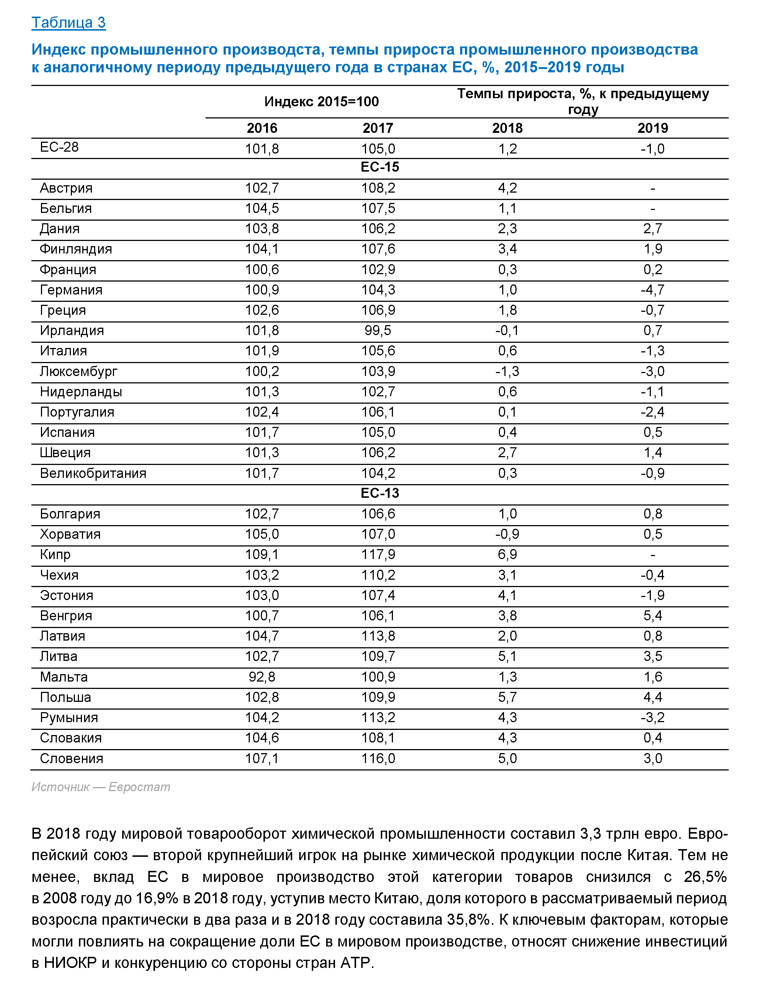 Таблица 3
Индекс промышленного производста, темпы прироста промышленного производства
к аналогичному периоду предыдущего года в странах ЕС, %, 2015–2019 годы
Индекс 2015=100 Темпы прироста, %, к предыдущему
году
2016 2017 2018 2019
ЕС-28 101,8 105,0 1,2 -1,0
ЕС-15
Австрия 102,7 108,2 4,2 -
Бельгия 104,5 107,5 1,1 -
Дания 103,8 106,2 2,3 2,7
Финляндия 104,1 107,6 3,4 1,9
Франция 100,6 102,9 0,3 0,2
Германия 100,9 104,3 1,0 -4,7
Греция 102,6 106,9 1,8 -0,7
Ирландия 101,8 99,5 -0,1 0,7
Италия 101,9 105,6 0,6 -1,3
Люксембург 100,2 103,9 -1,3 -3,0
Нидерланды 101,3 102,7 0,6 -1,1
Португалия 102,4 106,1 0,1 -2,4
Испания 101,7 105,0 0,4 0,5
Швеция 101,3 106,2 2,7 1,4
Великобритания 101,7 104,2 0,3 -0,9
ЕС-13
Болгария 102,7 106,6 1,0 0,8
Хорватия 105,0 107,0 -0,9 0,5
Кипр 109,1 117,9 6,9 -
Чехия 103,2 110,2 3,1 -0,4
Эстония 103,0 107,4 4,1 -1,9
Венгрия 100,7 106,1 3,8 5,4
Латвия 104,7 113,8 2,0 0,8
Литва 102,7 109,7 5,1 3,5
Мальта 92,8 100,9 1,3 1,6
Польша 102,8 109,9 5,7 4,4
Румыния 104,2 113,2 4,3 -3,2
Словакия 104,6 108,1 4,3 0,4
Словения 107,1 116,0 5,0 3,0
Источник — Евростат
В 2018 году мировой товарооборот химической промышленности составил 3,3 трлн евро. Евро-
пейский союз — второй крупнейший игрок на рынке химической продукции после Китая. Тем не
менее, вклад ЕС в мировое производство этой категории товаров снизился с 26,5%
в 2008 году до 16,9% в 2018 году, уступив место Китаю, доля которого в рассматриваемый период
возросла практически в два раза и в 2018 году составила 35,8%. К ключевым факторам, которые
могли повлиять на сокращение доли ЕС в мировом производстве, относят снижение инвестиций
в НИОКР и конкуренцию со стороны стран АТР.